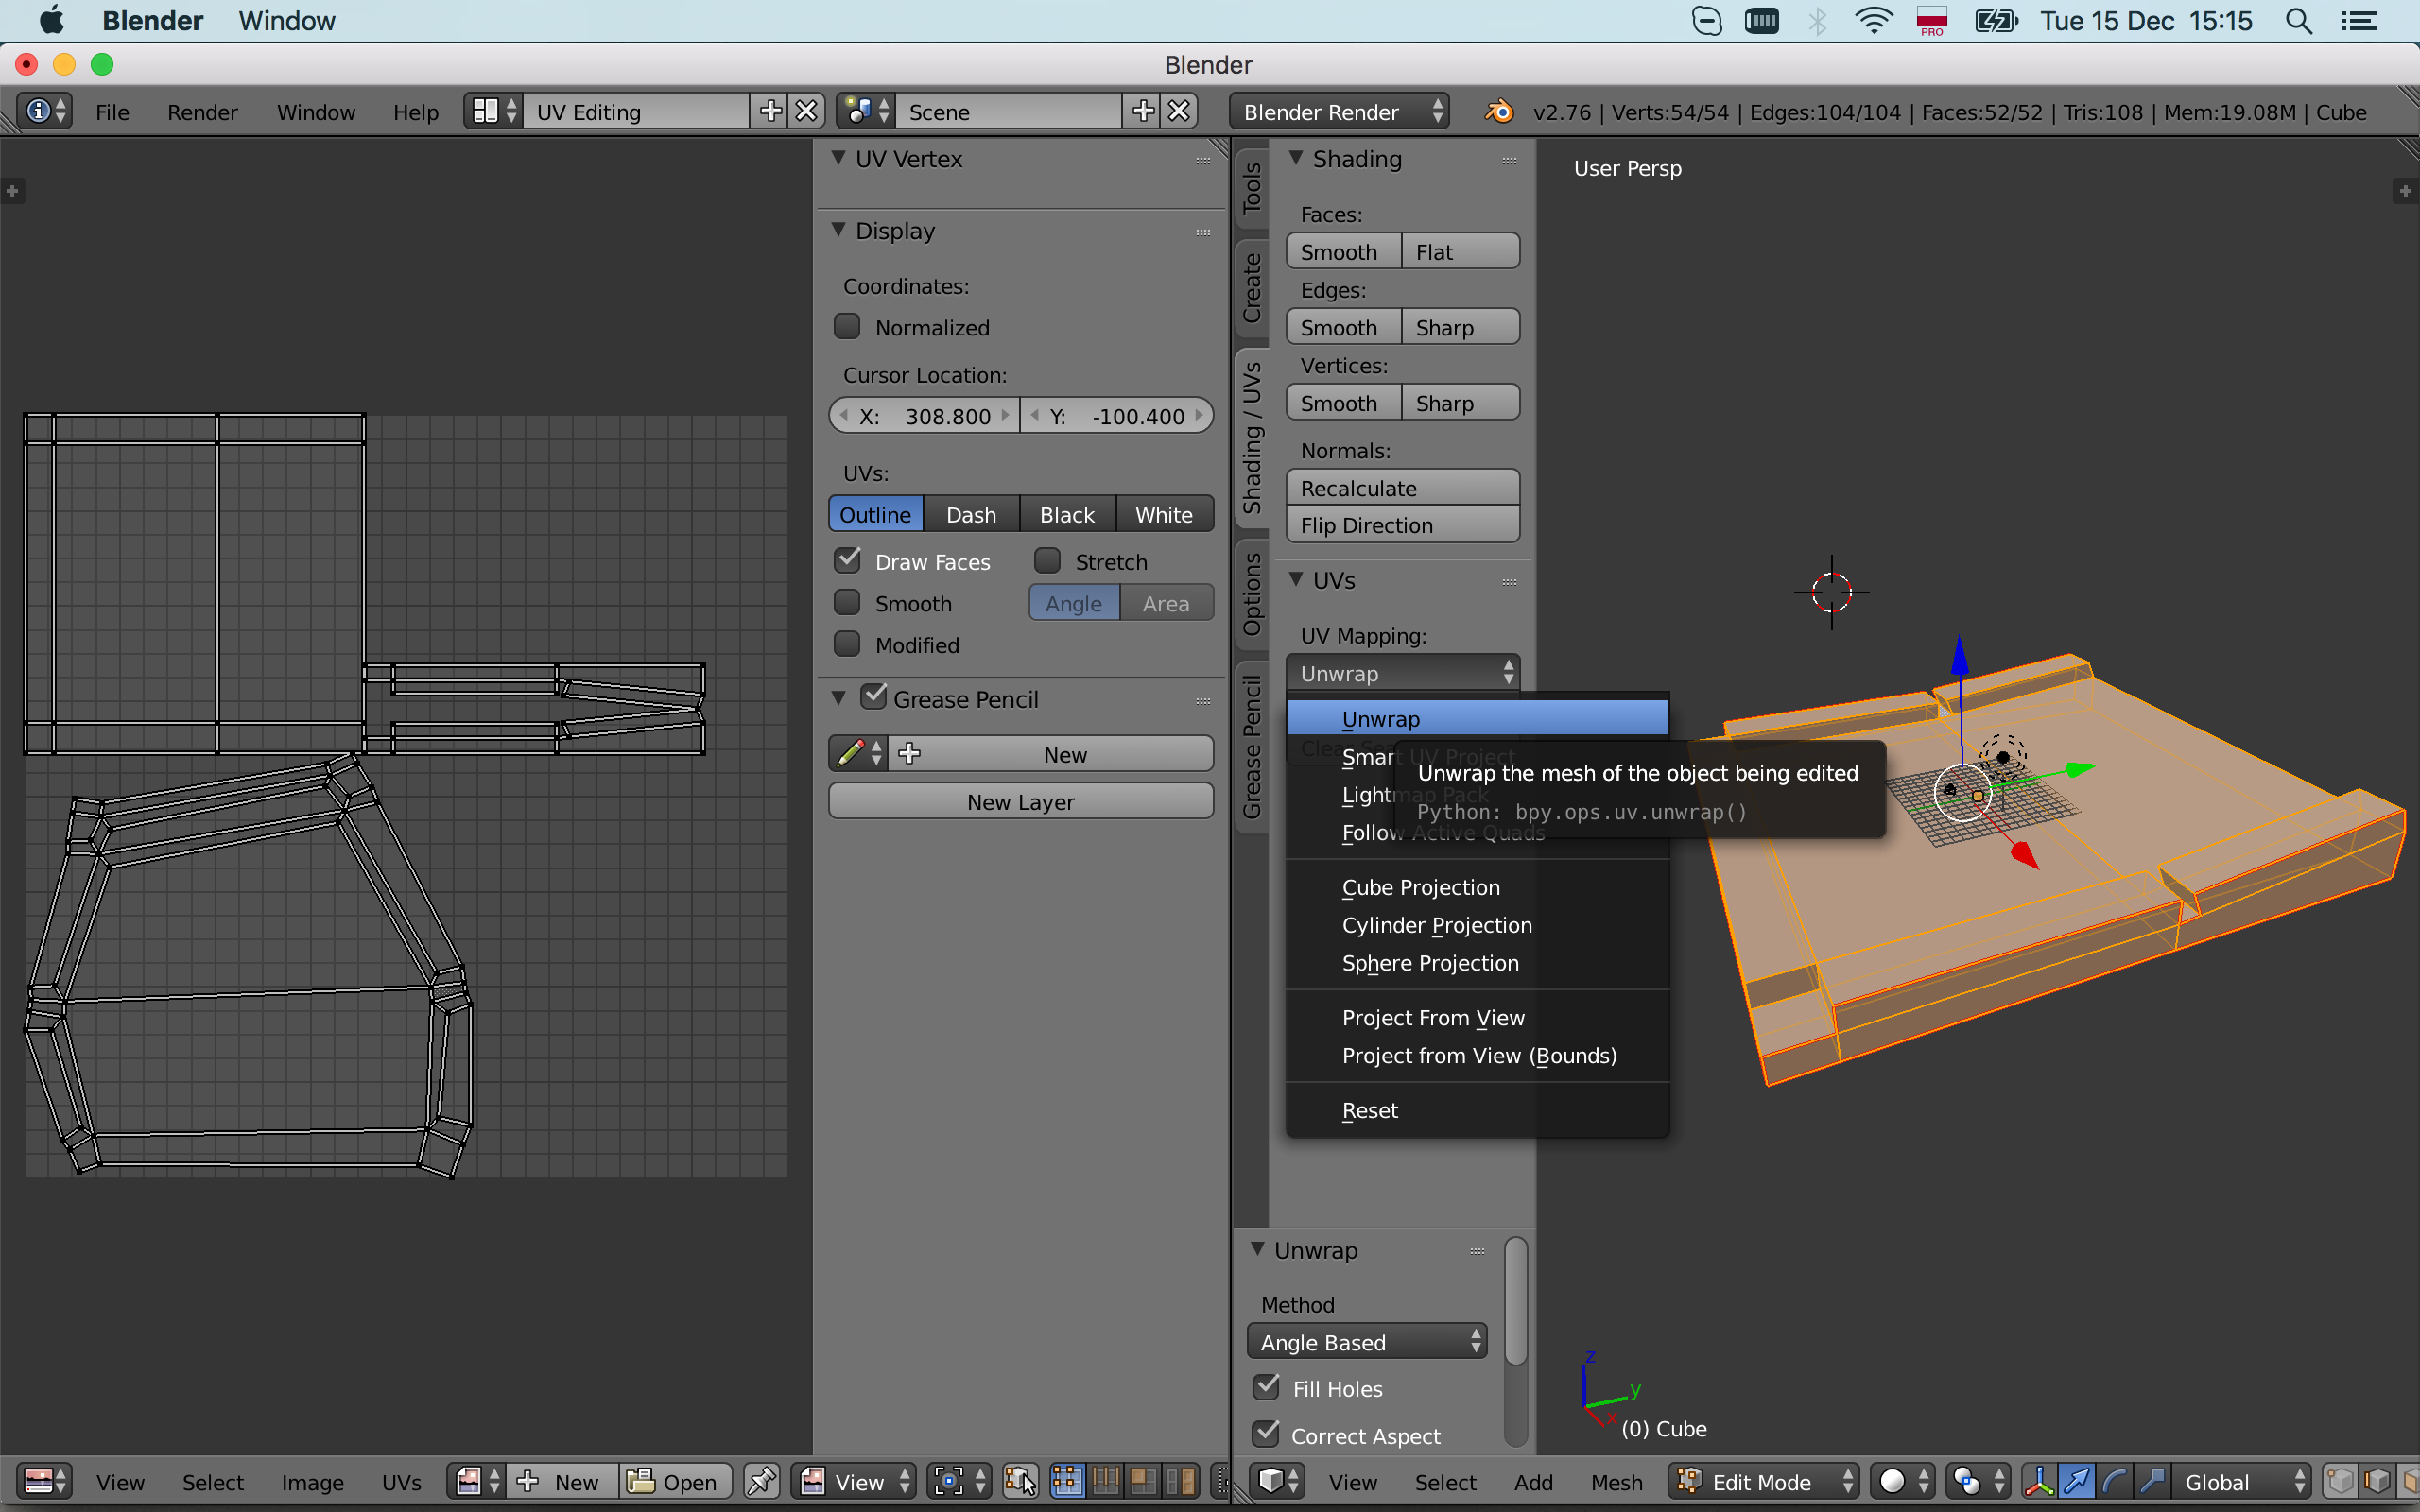 Blender Window PRO Tue 15 Dec 15:15
Blender
File Render Window Help UV Editing Scene Blender Render v2.76 | Verts:54/54 | Edges:104/104 | Faces:52/52 | Tris:108 | Mem:19.08M | Cube
UV Vertex
Display
Coordinates:
Normalized
Cursor Location:
X: 308.800 Y: -100.400
UVs:
Outline Dash Black White
Draw Faces Stretch
Smooth Angle Area
Modified
Grease Pencil
New
New Layer
Tools
Create
Shading / UVs
Options
Grease Pencil
Shading
Faces:
Smooth Flat
Edges:
Smooth Sharp
Vertices:
Smooth Sharp
Normals:
Recalculate
Flip Direction
UVs
UV Mapping:
Unwrap
Unwrap
Smart UV Project
Lightmap Pack
Follow Active Quads
Unwrap the mesh of the object being edited
Python: bpy.ops.uv.unwrap()
Cube Projection
Cylinder Projection
Sphere Projection
Project From View
Project from View (Bounds)
Reset
Unwrap
Method
Angle Based
Fill Holes
Correct Aspect
User Persp
z
y
x
(0) Cube
View Select Image UVs New Open View
View Select Add Mesh Edit Mode Global